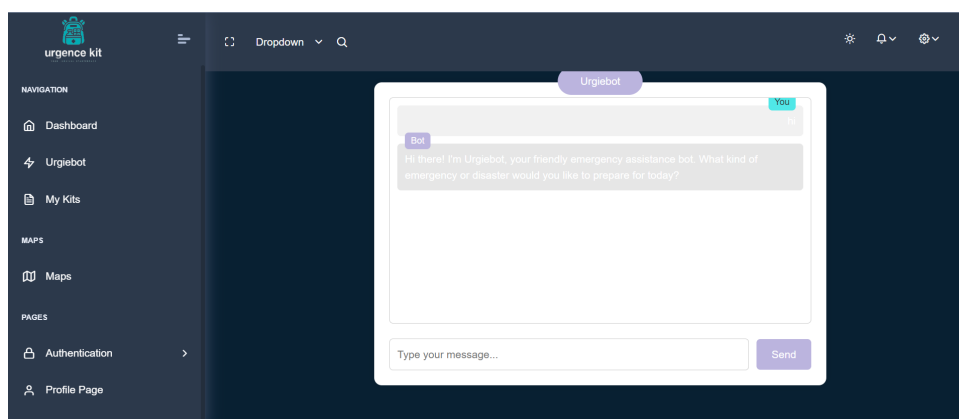 urgence kit
Dropdown
NAVIGATION
Dashboard
Urgiebot
My Kits
MAPS
Maps
PAGES
Authentication
Profile Page
Urgiebot
You
hi
Bot
Hi there! I'm Urgiebot, your friendly emergency assistance bot. What kind of
emergency or disaster would you like to prepare for today?
Type your message...
Send